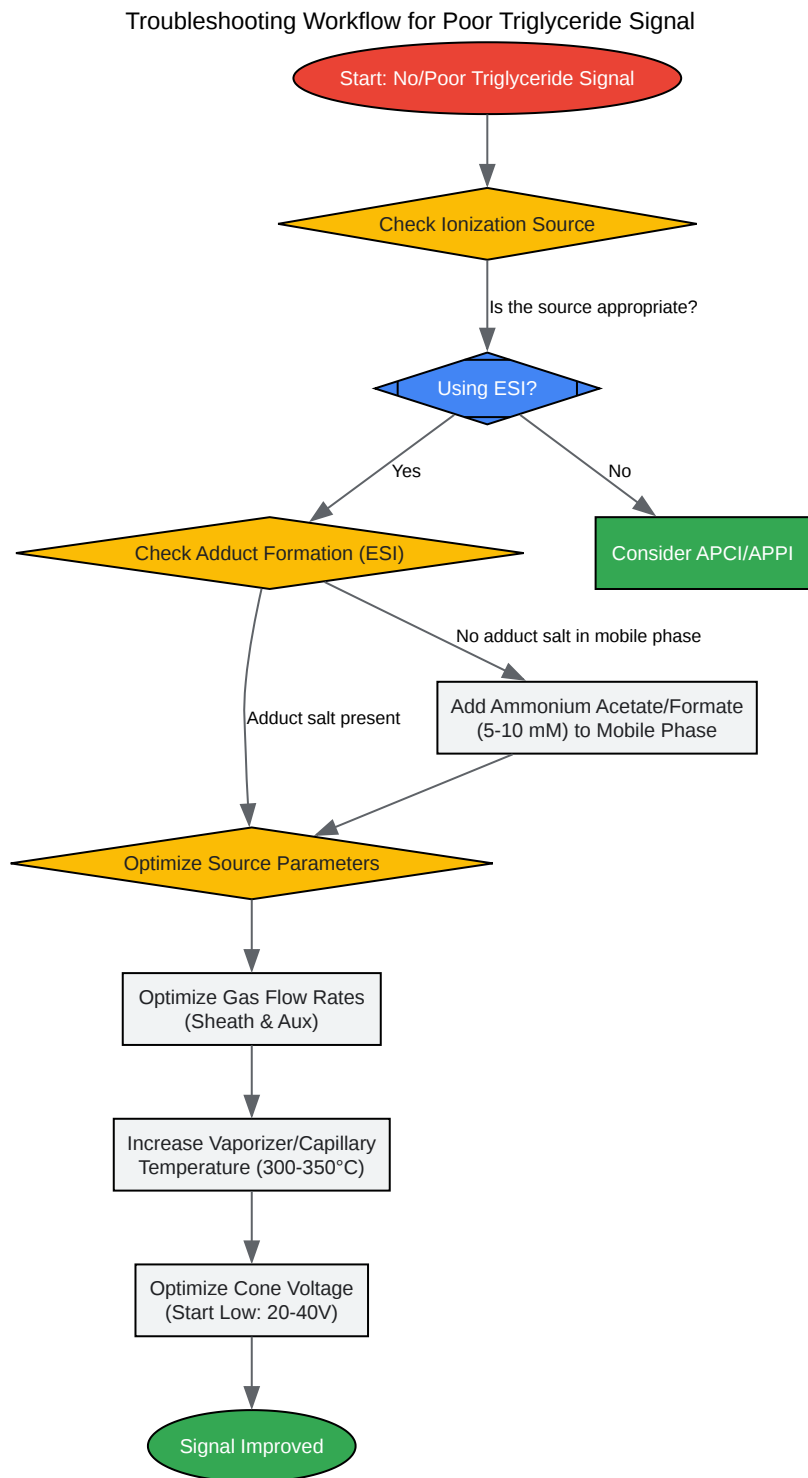 Troubleshooting Workflow for Poor Triglyceride Signal
Start: No/Poor Triglyceride Signal
Check Ionization Source
Is the source appropriate?
Using ESI?
Yes
No
Check Adduct Formation (ESI)
Consider APCI/APPI
No adduct salt in mobile phase
Adduct salt present
Add Ammonium Acetate/Formate
(5-10 mM) to Mobile Phase
Optimize Source Parameters
Optimize Gas Flow Rates
(Sheath & Aux)
Increase Vaporizer/Capillary
Temperature (300-350°C)
Optimize Cone Voltage
(Start Low: 20-40V)
Signal Improved